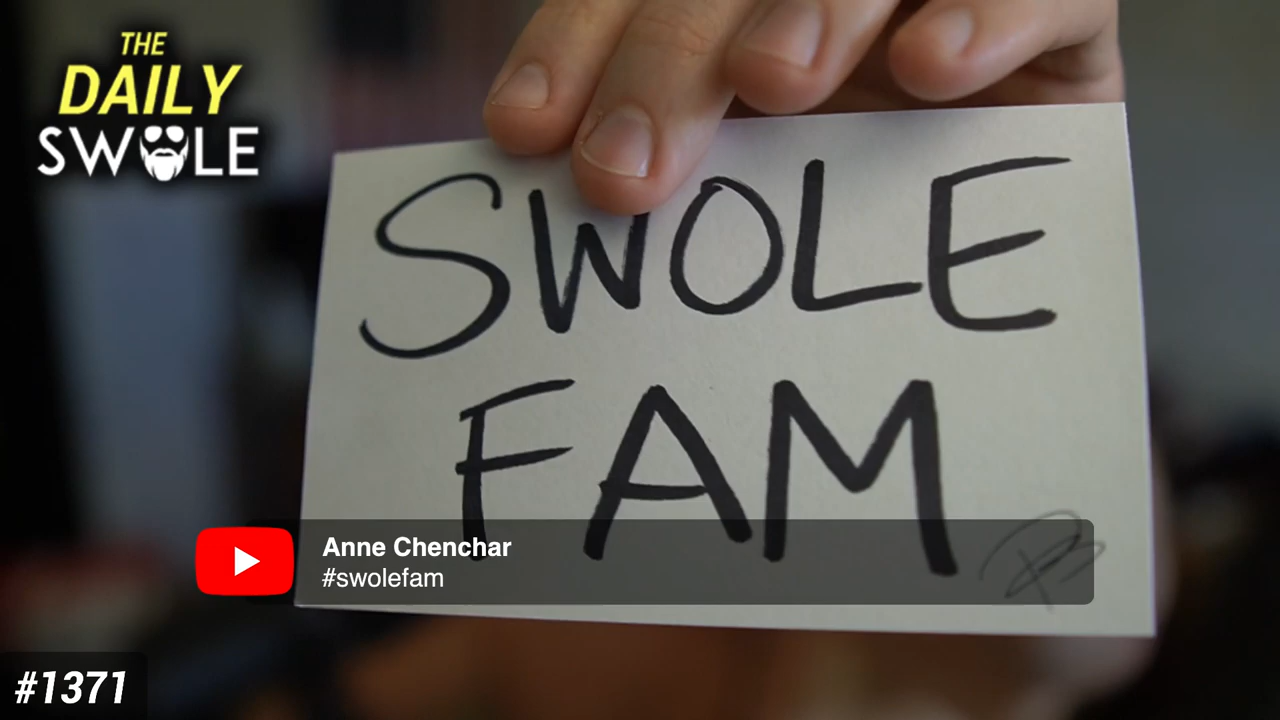 THE
DAILY
SWOLE
SWOLE
FAM
Anne Chenchar
#swolefam
#1371